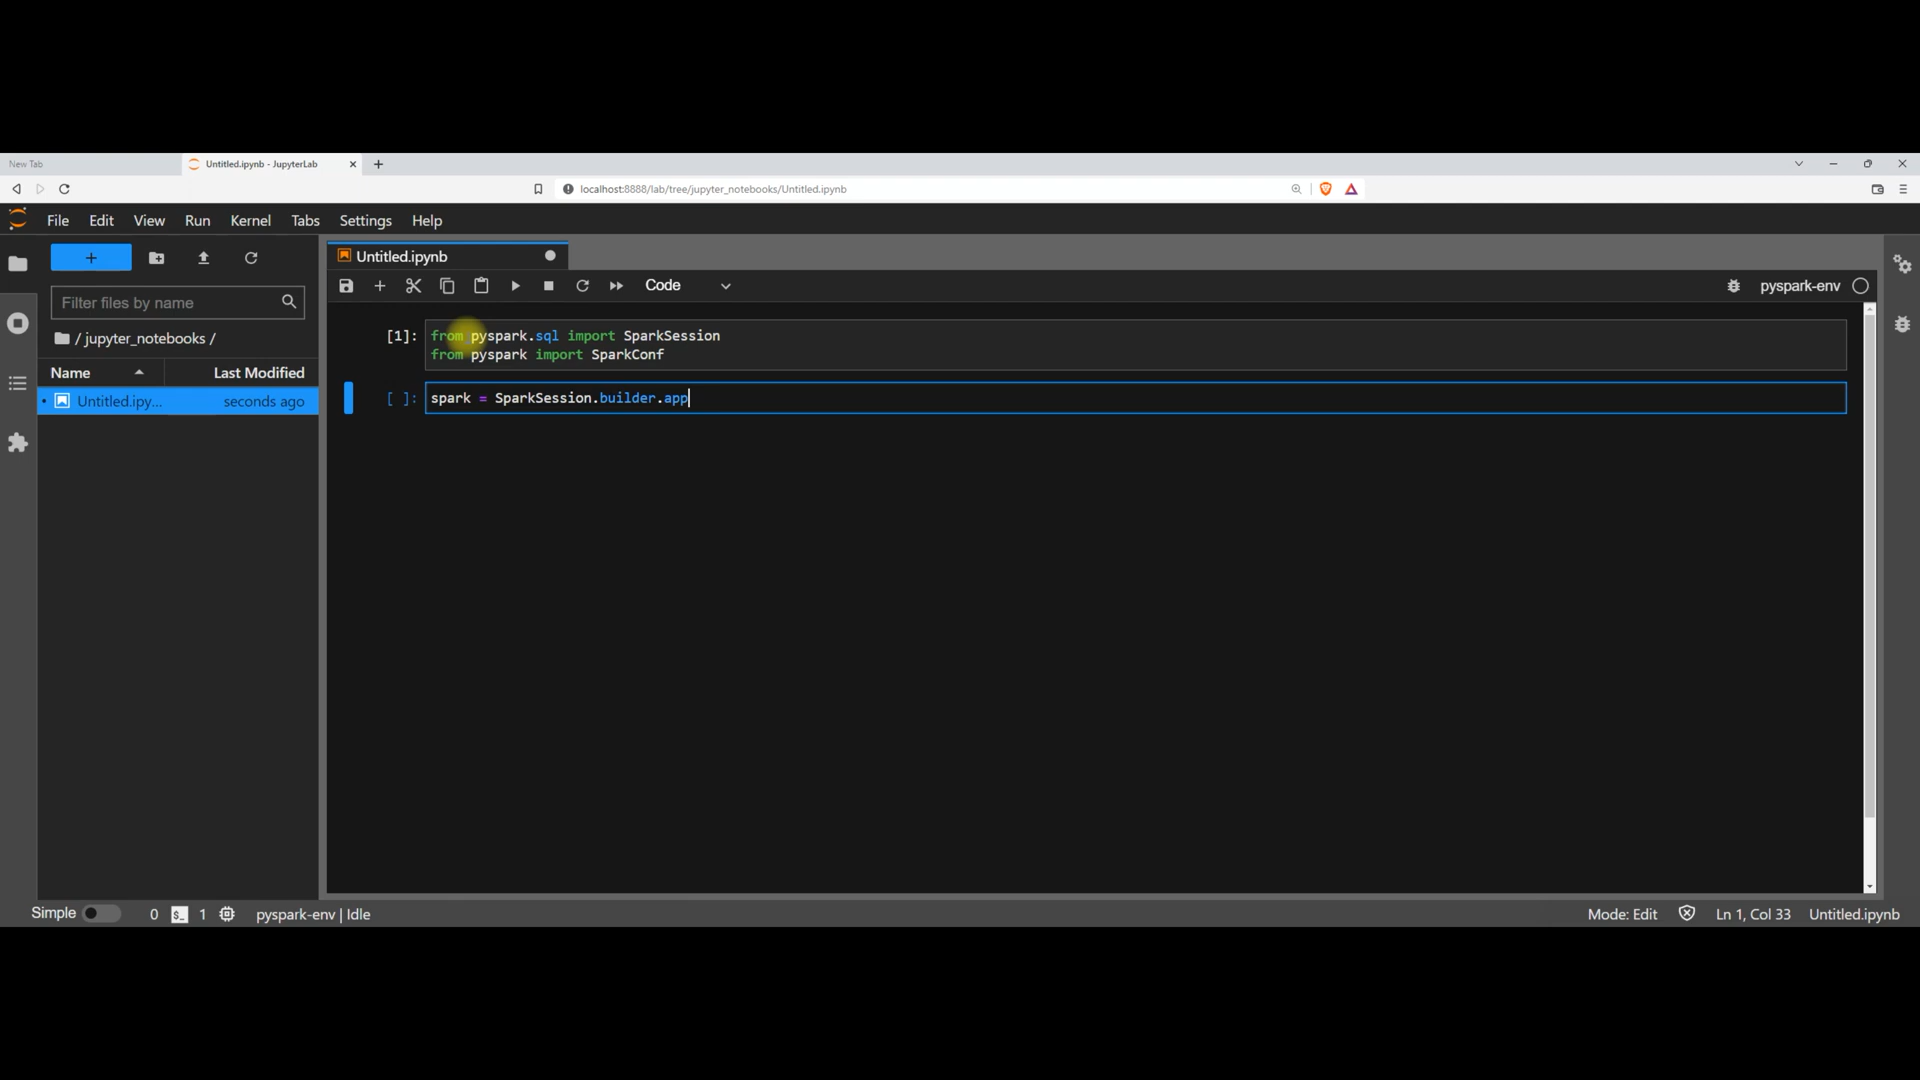 New Tab
Untitled.ipynb - JupyterLab
localhost:8888/lab/tree/jupyter_notebooks/Untitled.ipynb
File Edit View Run Kernel Tabs Settings Help
Untitled.ipynb
Code
pyspark-env
Filter files by name
/ jupyter_notebooks /
Name Last Modified
Untitled.ipy... seconds ago
[1]: from pyspark.sql import SparkSession
from pyspark import SparkConf
[ ]: spark = SparkSession.builder.app
Simple 0 $_ 1 pyspark-env | Idle
Mode: Edit Ln 1, Col 33 Untitled.ipynb